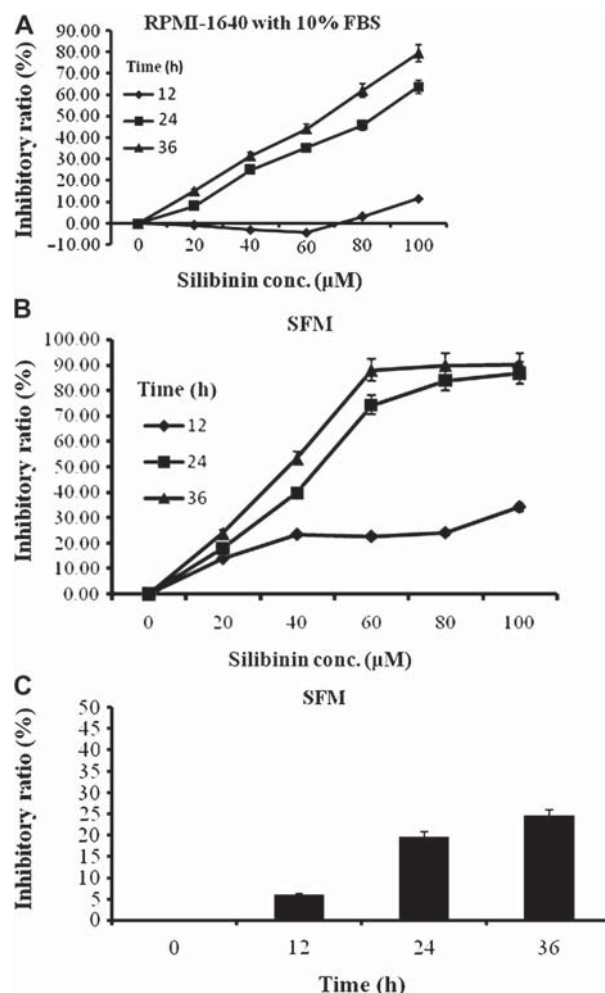 A
RPMI-1640 with 10% FBS
Inhibitory ratio (%)
90.00
80.00
70.00
60.00
50.00
40.00
30.00
20.00
10.00
0.00
-10.00
Time (h)
12
24
36
0 20 40 60 80 100
Silibinin conc. (μM)
B
SFM
Inhibitory ratio (%)
100.00
90.00
80.00
70.00
60.00
50.00
40.00
30.00
20.00
10.00
0.00
Time (h)
12
24
36
0 20 40 60 80 100
Silibinin conc. (μM)
C
SFM
Inhibitory ratio (%)
50
45
40
35
30
25
20
15
10
5
0
0 12 24 36
Time (h)